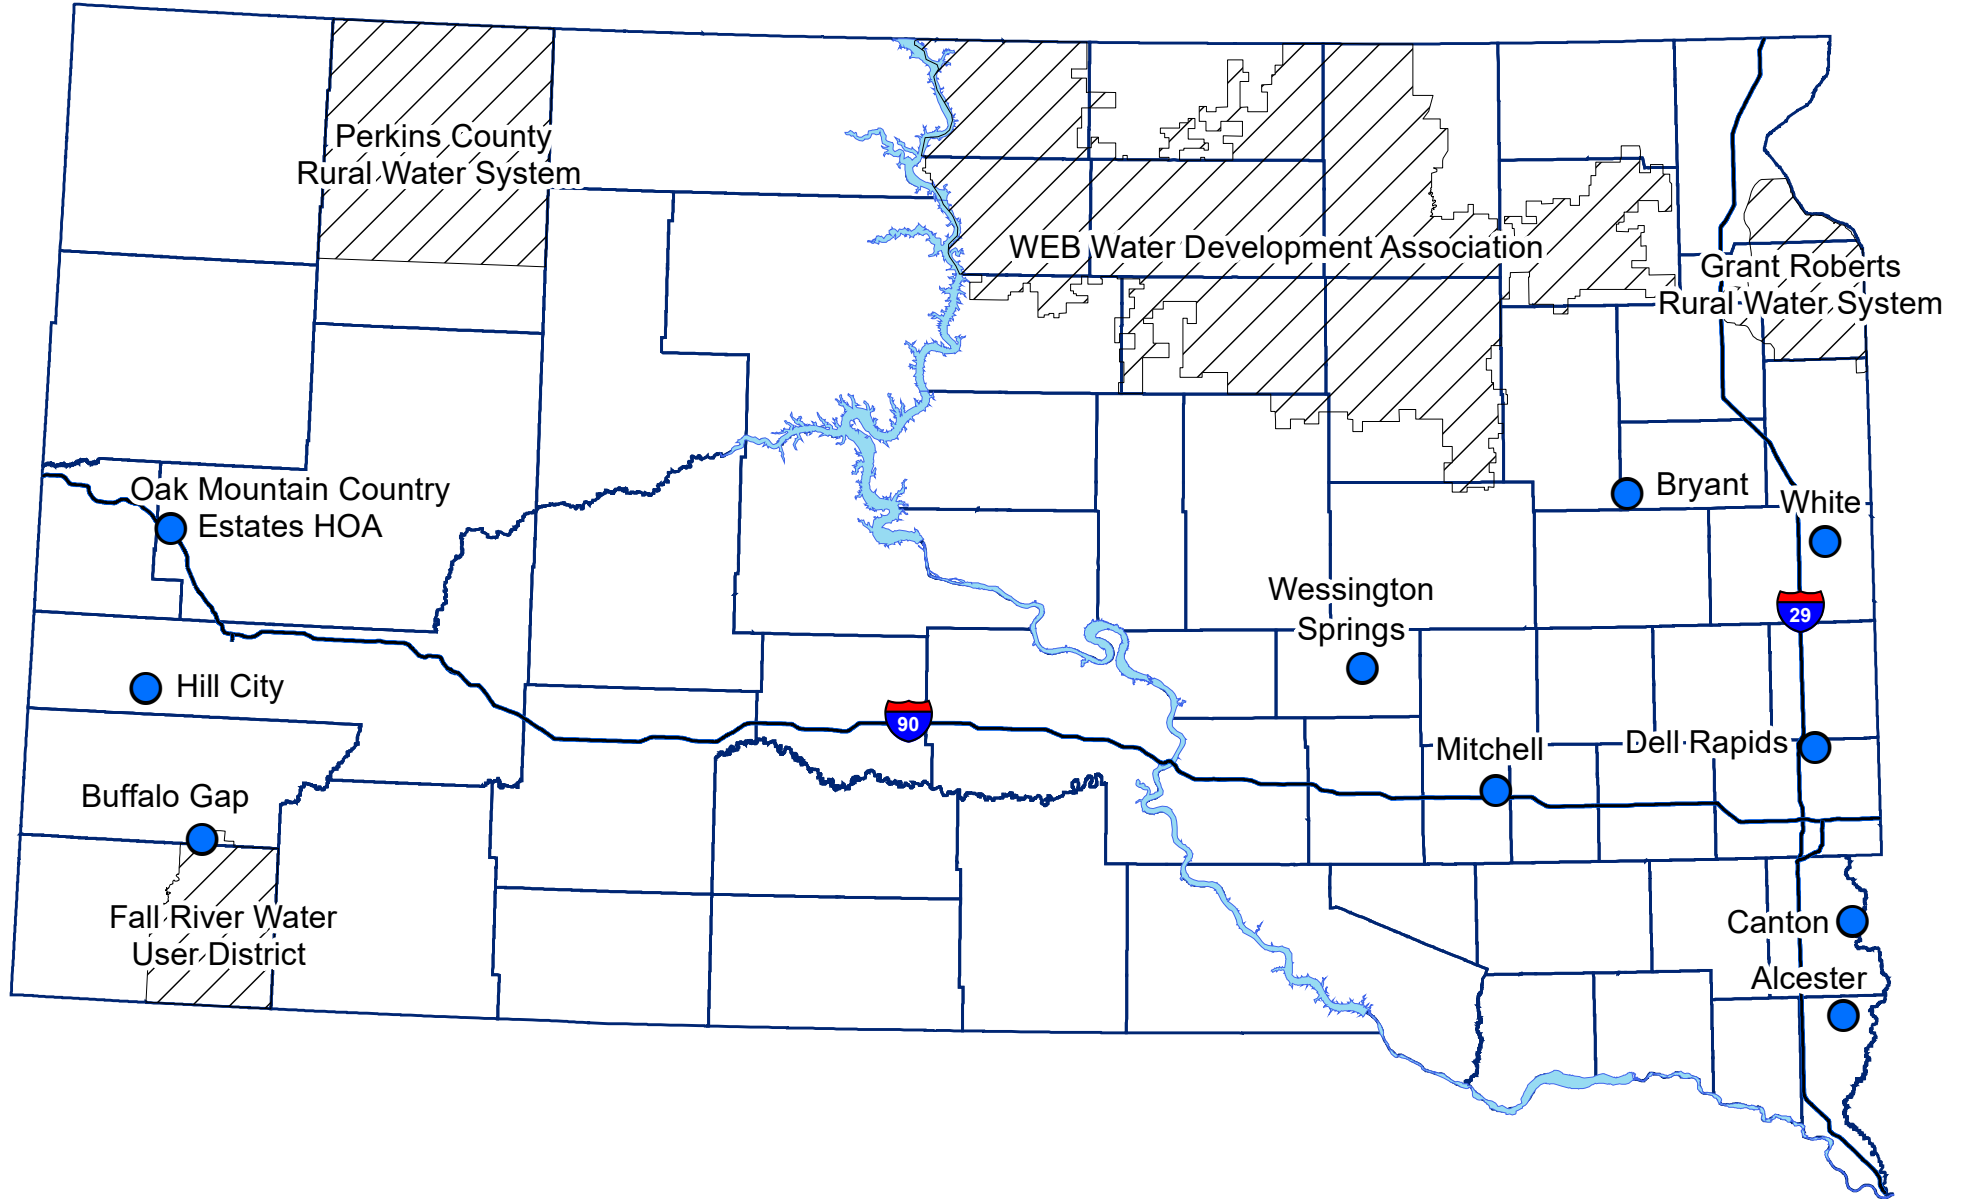 Perkins County
Rural Water System
WEB Water Development Association
Grant Roberts
Rural Water System
Oak Mountain Country
Estates HOA
Bryant
White
Wessington
Springs
29
Hill City
90
Mitchell
Dell Rapids
Buffalo Gap
Fall River Water
User District
Canton
Alcester